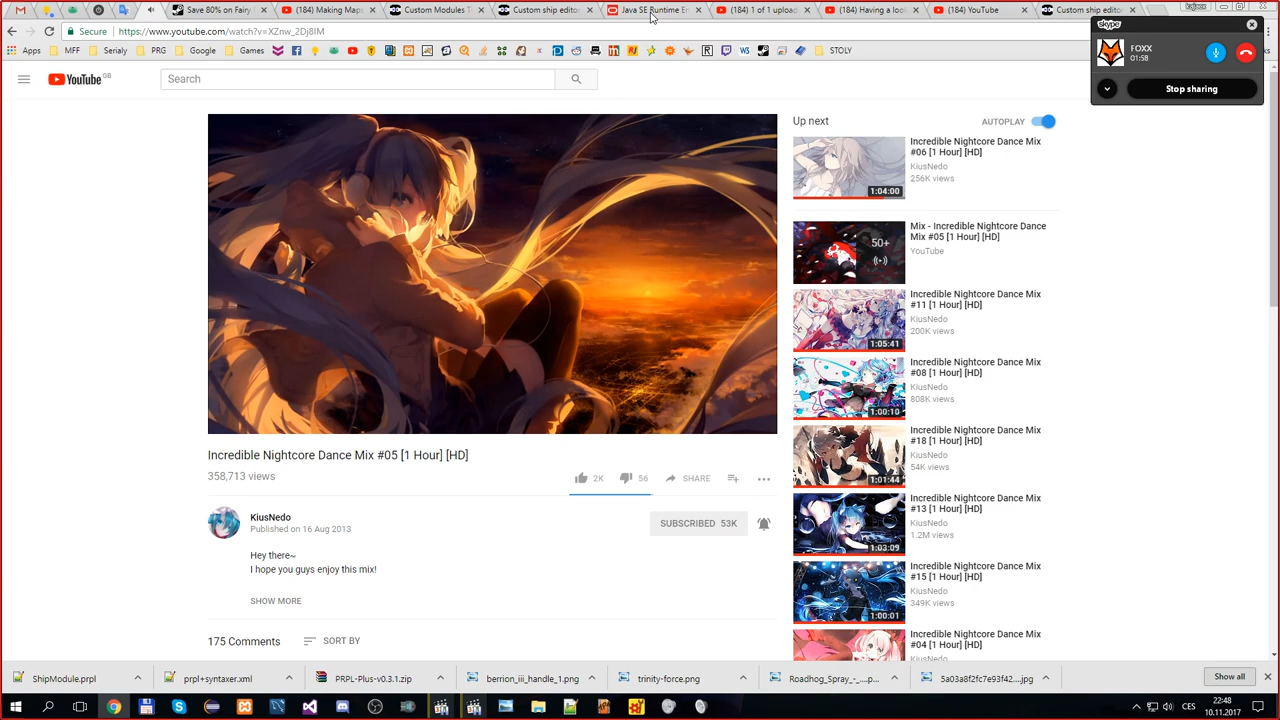 Save 80% on Fairy
(184) Making Maps
Custom Modules T
Custom ship editor
Java SE Runtime En
(184) 1 of 1 upload
(184) Having a loo
(184) YouTube
Custom ship editor
Secure
https://www.youtube.com/watch?v=XZnw_2Dj8IM
Apps
MFF
Serialy
PRG
Google
Games
STOLY
skype
FOXX
01:58
Stop sharing
YouTube GB
Search
Up next
AUTOPLAY
Incredible Nightcore Dance Mix
#06 [1 Hour] [HD]
KiusNedo
256K views
1:04:00
Mix - Incredible Nightcore Dance
Mix #05 [1 Hour] [HD]
YouTube
50+
Incredible Nightcore Dance Mix
#11 [1 Hour] [HD]
KiusNedo
200K views
1:05:41
Incredible Nightcore Dance Mix
#08 [1 Hour] [HD]
KiusNedo
808K views
1:00:10
Incredible Nightcore Dance Mix
#18 [1 Hour] [HD]
KiusNedo
54K views
1:01:44
Incredible Nightcore Dance Mix
#13 [1 Hour] [HD]
KiusNedo
1.2M views
1:03:09
Incredible Nightcore Dance Mix
#15 [1 Hour] [HD]
KiusNedo
349K views
1:00:01
Incredible Nightcore Dance Mix
#04 [1 Hour] [HD]
Incredible Nightcore Dance Mix #05 [1 Hour] [HD]
358,713 views
2K
56
SHARE
KiusNedo
Published on 16 Aug 2013
SUBSCRIBED 53K
Hey there~
I hope you guys enjoy this mix!
SHOW MORE
175 Comments
SORT BY
ShipModule.prpl
prpl+syntaxer.xml
PRPL-Plus-v0.3.1.zip
berrion_iii_handle_1.png
trinity-force.png
Roadhog_Spray_-_....png
5a03a8f2fc7e93f42....jpg
Show all
CES
22:48
10.11.2017